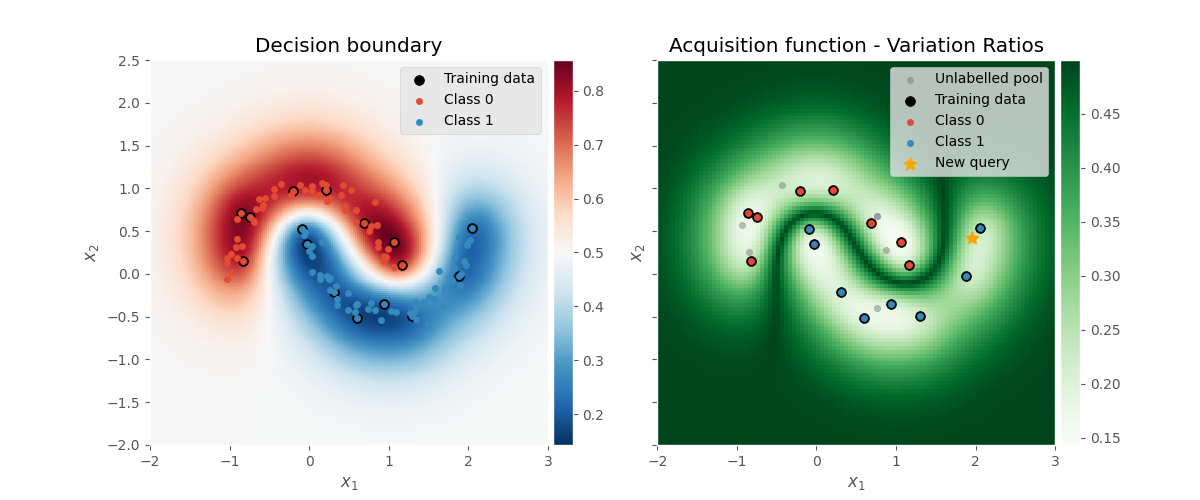 Decision boundary
2.5
2.0
1.5
1.0
0.5
0.0
−0.5
−1.0
−1.5
−2.0
x₂
−2
−1
0
1
2
3
x₁
Training data
Class 0
Class 1
0.8
0.7
0.6
0.5
0.4
0.3
0.2
Acquisition function - Variation Ratios
x₂
−2
−1
0
1
2
3
x₁
Unlabelled pool
Training data
Class 0
Class 1
New query
0.45
0.40
0.35
0.30
0.25
0.20
0.15